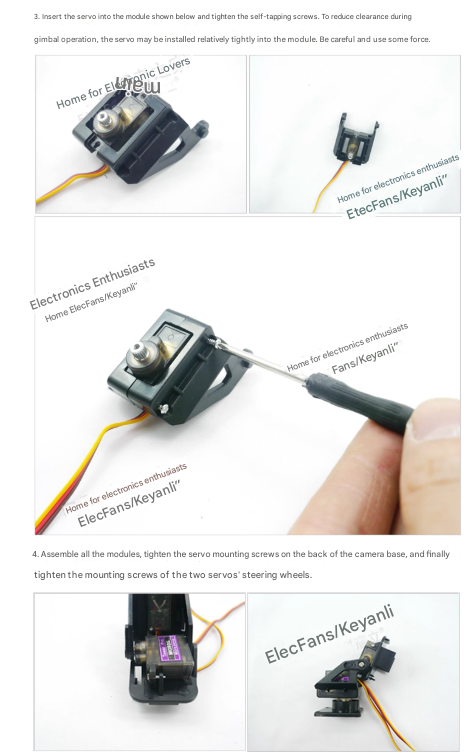 3. Insert the servo into the module shown below and tighten the self-tapping screws. To reduce clearance during
gimbal operation, the servo may be installed relatively tightly into the module. Be careful and use some force.
Home for Electronic Lovers
View
Home for electronics enthusiasts
EtecFans/Keyanli”
Electronics Enthusiasts
Home ElecFans/Keyanli”
Home for electronics enthusiasts
Fans/Keyanli”
Home for electronics enthusiasts
ElecFans/Keyanli”
4. Assemble all the modules, tighten the servo mounting screws on the back of the camera base, and finally
tighten the mounting screws of the two servos’ steering wheels.
ElecFans/Keyanli